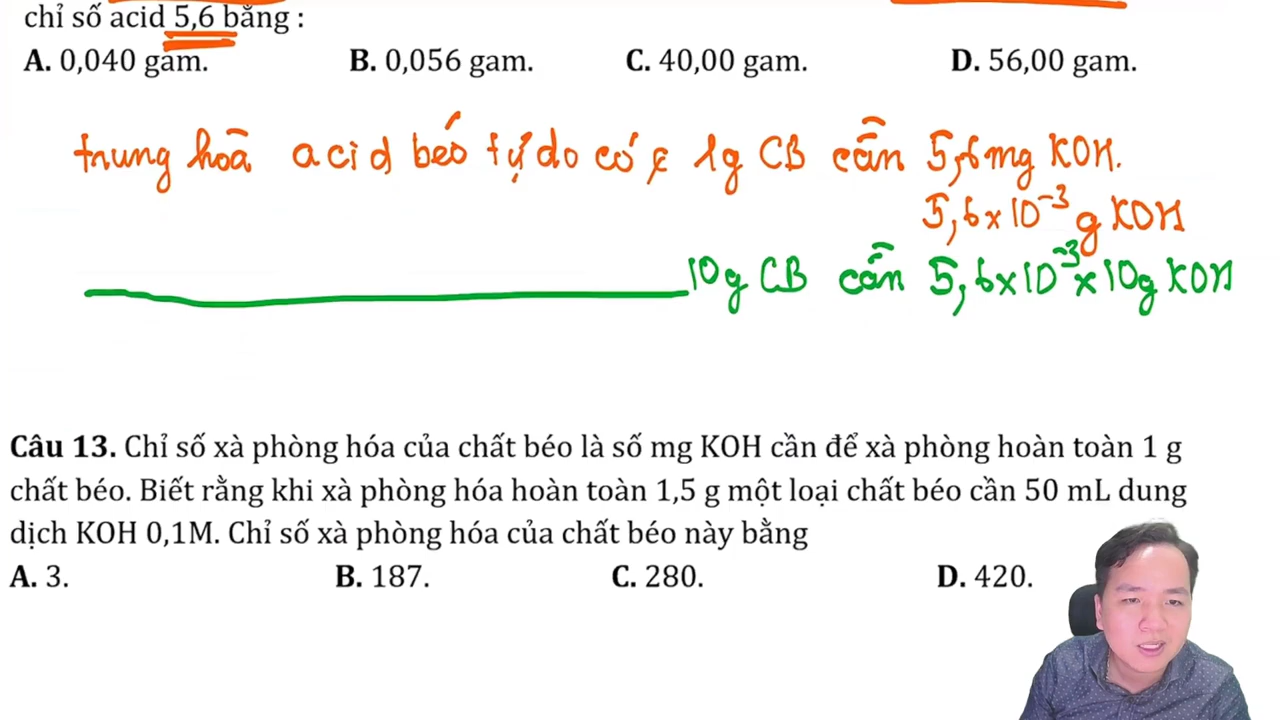 chỉ số acid 5,6 bằng :
A. 0,040 gam. B. 0,056 gam. C. 40,00 gam. D. 56,00 gam.
trung hoà acid béo tự do có 1g CB cần 5,6mg KOH.
5,6x10⁻³ g KOH
10g CB cần 5,6x10⁻³x10g KOH
Câu 13. Chỉ số xà phòng hóa của chất béo là số mg KOH cần để xà phòng hoàn toàn 1 g
chất béo. Biết rằng khi xà phòng hóa hoàn toàn 1,5 g một loại chất béo cần 50 mL dung
dịch KOH 0,1M. Chỉ số xà phòng hóa của chất béo này bằng
A. 3. B. 187. C. 280. D. 420.